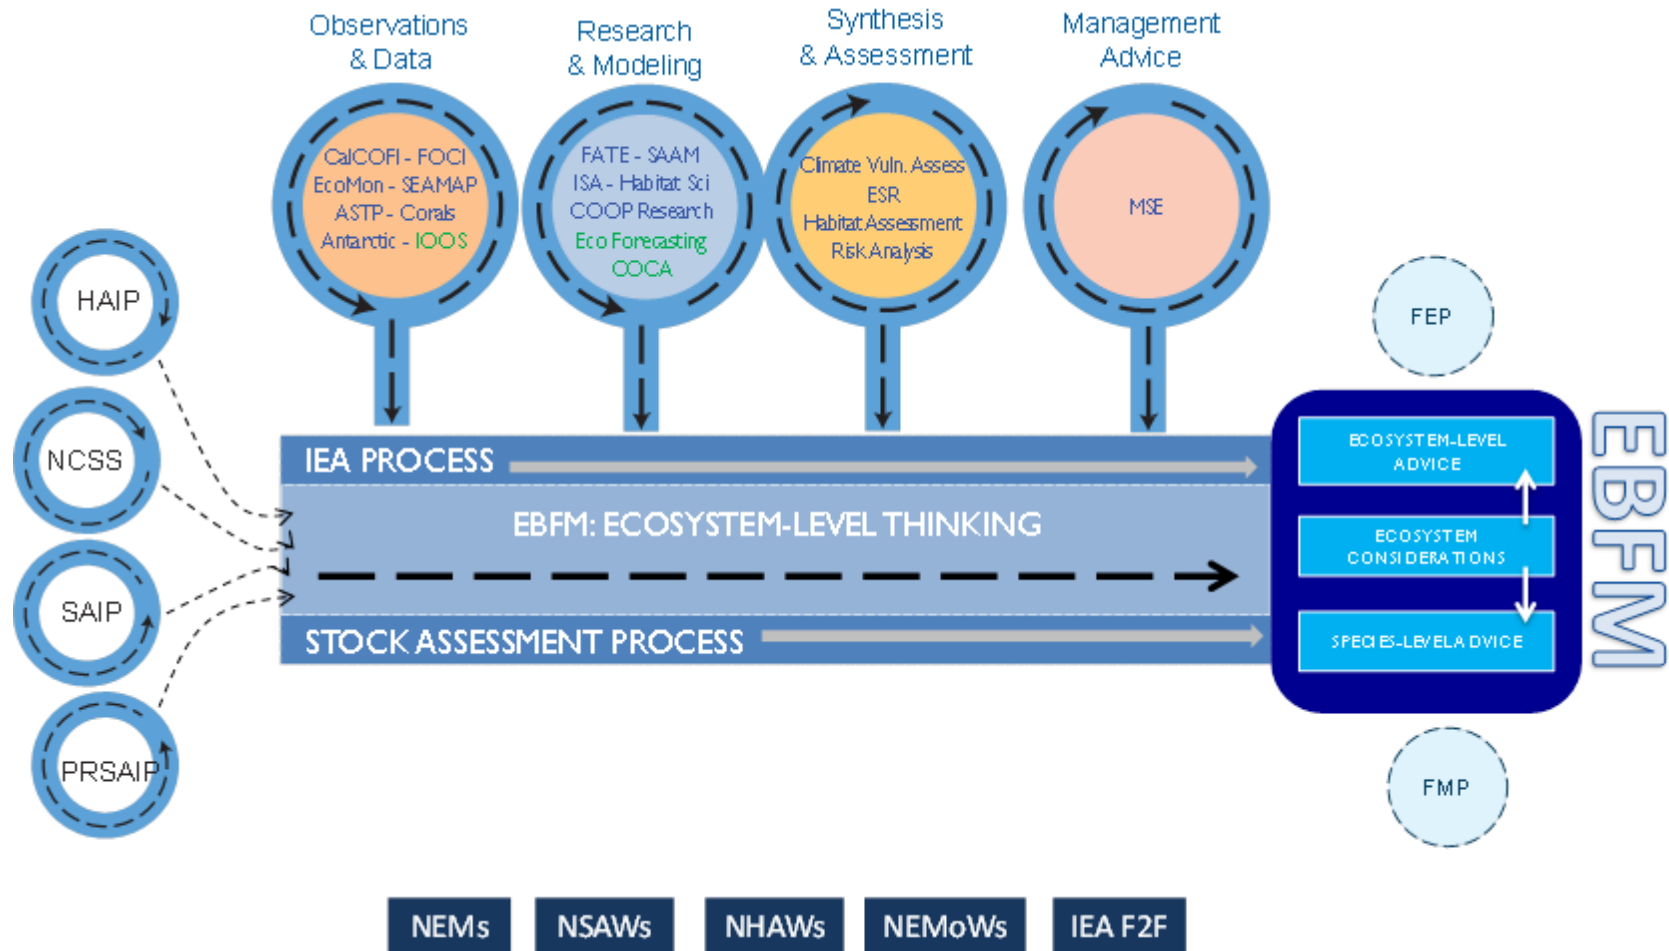 Observations
& Data
Research
& Modeling
Synthesis
& Assessment
Management
Advice
CalCOFI - FOCI
EcoMon - SEAMAP
ASTP - Corals
Antarctic - IOOS
FATE - SAAM
ISA - Habitat Sci
COOP Research
Eco Forecasting
COCA
Climate Vuln. Assess
ESR
Habitat Assessment
Risk Analysis
MSE
HAIP
NCSS
SAIP
PRSAIP
IEA PROCESS
EBFM: ECOSYSTEM-LEVEL THINKING
STOCK ASSESSMENT PROCESS
FEP
ECOSYSTEM-LEVEL
ADVICE
ECOSYSTEM
CONSIDERATIONS
SPECIES-LEVEL ADVICE
FMP
EBFM
NEMs
NSAWs
NHAWs
NEMoWs
IEA F2F